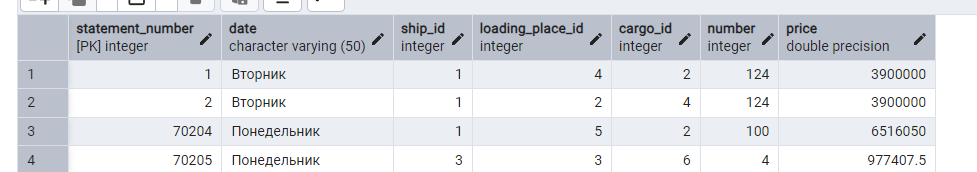 statement_number date ship_id loading_place_id cargo_id number price
[PK] integer character varying (50) integer integer integer integer double precision
1 1 Вторник 1 4 2 124 3900000
2 2 Вторник 1 2 4 124 3900000
3 70204 Понедельник 1 5 2 100 6516050
4 70205 Понедельник 3 3 6 4 977407.5